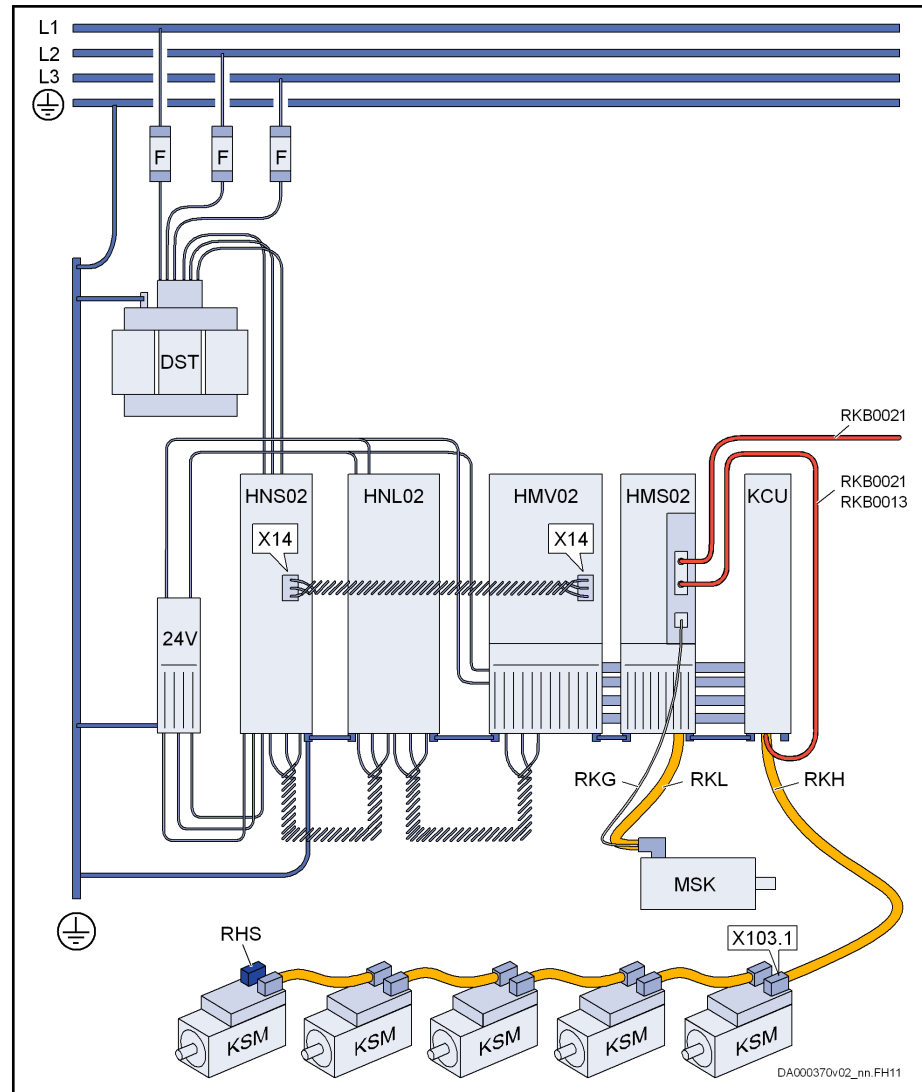 L1
L2
L3
F F F
DST
RKB0021
RKB0021
RKB0013
HNS02 HNL02 HMV02 HMS02 KCU
X14 X14
24V
RKG RKL RKH
MSK
RHS X103.1
KSM KSM KSM KSM KSM
DA000370v02_nn.FH11